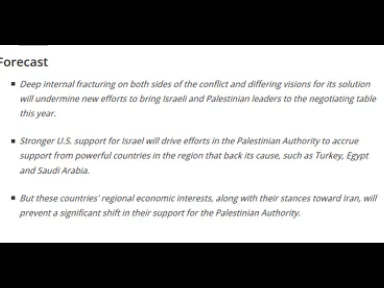 Forecast
Deep internal fracturing on both sides of the conflict and differing visions for its solution
will undermine new efforts to bring Israeli and Palestinian leaders to the negotiating table
this year.
Stronger U.S. support for Israel will drive efforts in the Palestinian Authority to accrue
support from powerful countries in the region that back its cause, such as Turkey, Egypt
and Saudi Arabia.
But these countries' regional economic interests, along with their stances toward Iran, will
prevent a significant shift in their support for the Palestinian Authority.